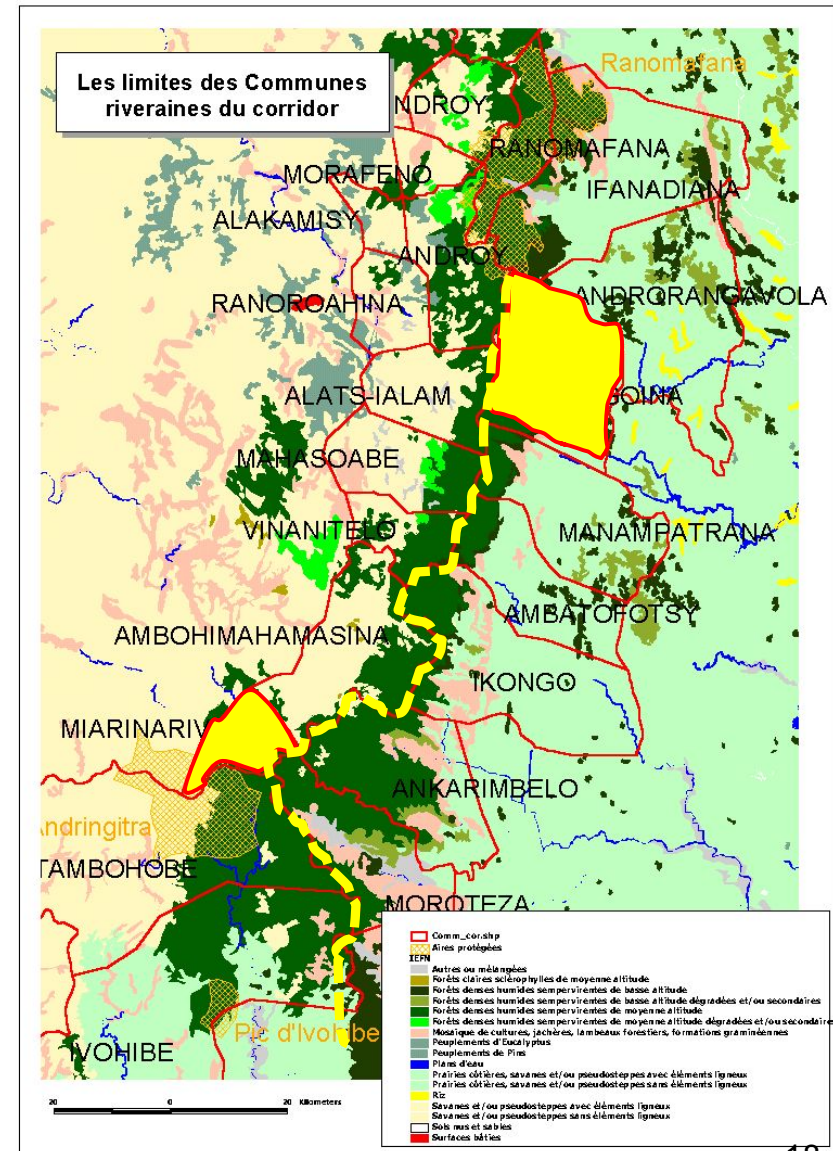 Les limites des Communes
riveraines du corridor
Ranomafana
NDROY
RANOMAFANA
MORAFENO
IFANADIANA
ALAKAMISY
ANDROY
RANOROAHINA
ANDRORANGAVOLA
ALATS-IALAM
OINA
MAHASOABE
VINANITELO
MANAMPATRANA
AMBATOFOTSY
AMBOHIMAHAMASINA
IKONGO
MIARINARIV
ANKARIMBELO
Andringitra
TAMBOHOBE
MOROTEZA
Pic d'Ivohibe
IVOHIBE
Comm_cor.shp
Aires protégées
IEFN
Autres ou mélangées
Forêts claires sclérophylles de moyenne altitude
Forêts denses humides sempervirentes de basse altitude
Forêts denses humides sempervirentes de basse altitude dégradées et/ou secondaires
Forêts denses humides sempervirentes de moyenne altitude
Forêts denses humides sempervirentes de moyenne altitude dégradées et/ou secondaire
Mosaïque de cultures, jachères, lambeaux forestiers, formations graminéennes
Peuplements d'Eucalyptus
Peuplements de Pins
Plans d'eau
Prairies côtières, savanes et/ou pseudosteppes avec éléments ligneux
Prairies côtières, savanes et/ou pseudosteppes sans éléments ligneux
Riz
Savanes et/ou pseudosteppes avec éléments ligneux
Savanes et/ou pseudosteppes sans éléments ligneux
Sols nus et sables
Surfaces bâties
20 0 20 Kilometers